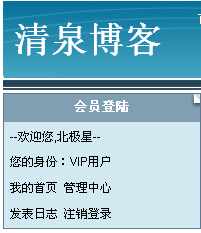 清泉博客
会员登陆
--欢迎您,北极星--
您的身份：VIP用户
我的首页 管理中心
发表日志 注销登录